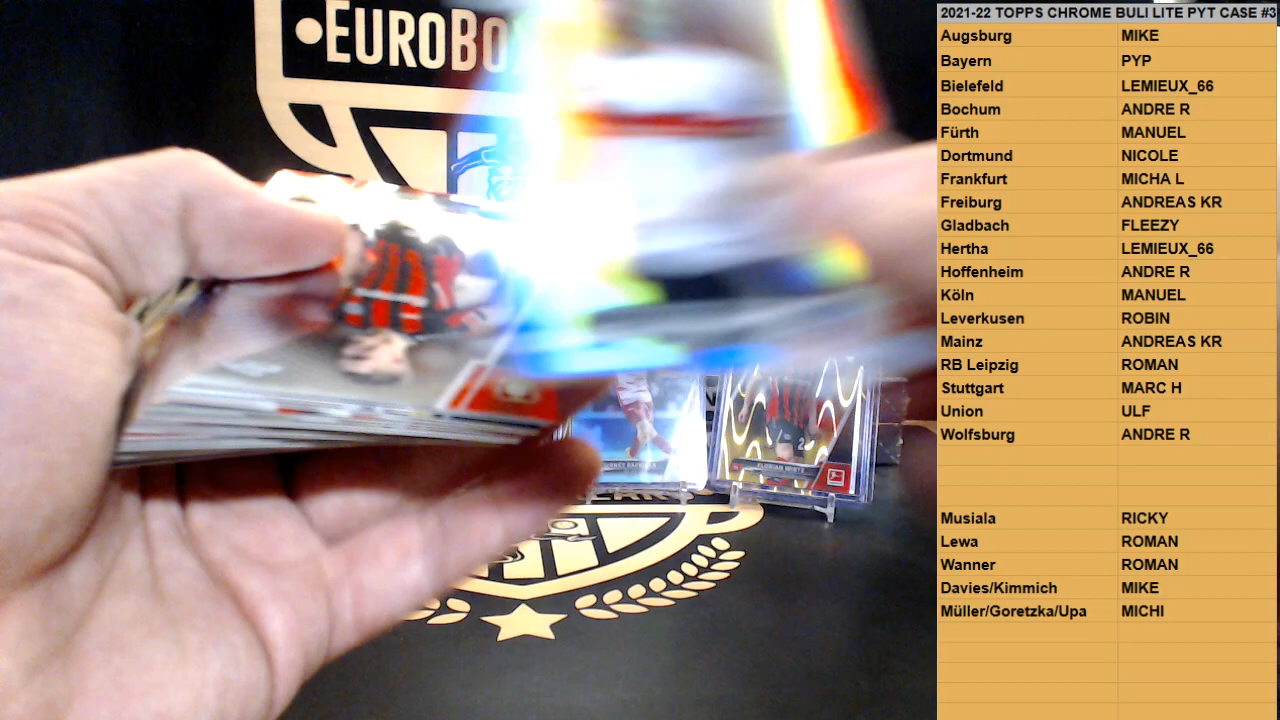 EUROBO
2021-22 TOPPS CHROME BULI LITE PYT CASE #3
Augsburg MIKE
Bayern PYP
Bielefeld LEMIEUX_66
Bochum ANDRE R
Fürth MANUEL
Dortmund NICOLE
Frankfurt MICHA L
Freiburg ANDREAS KR
Gladbach FLEEZY
Hertha LEMIEUX_66
Hoffenheim ANDRE R
Köln MANUEL
Leverkusen ROBIN
Mainz ANDREAS KR
RB Leipzig ROMAN
Stuttgart MARC H
Union ULF
Wolfsburg ANDRE R
Musiala RICKY
Lewa ROMAN
Wanner ROMAN
Davies/Kimmich MIKE
Müller/Goretzka/Upa MICHI
FLORIAN WIRTZ